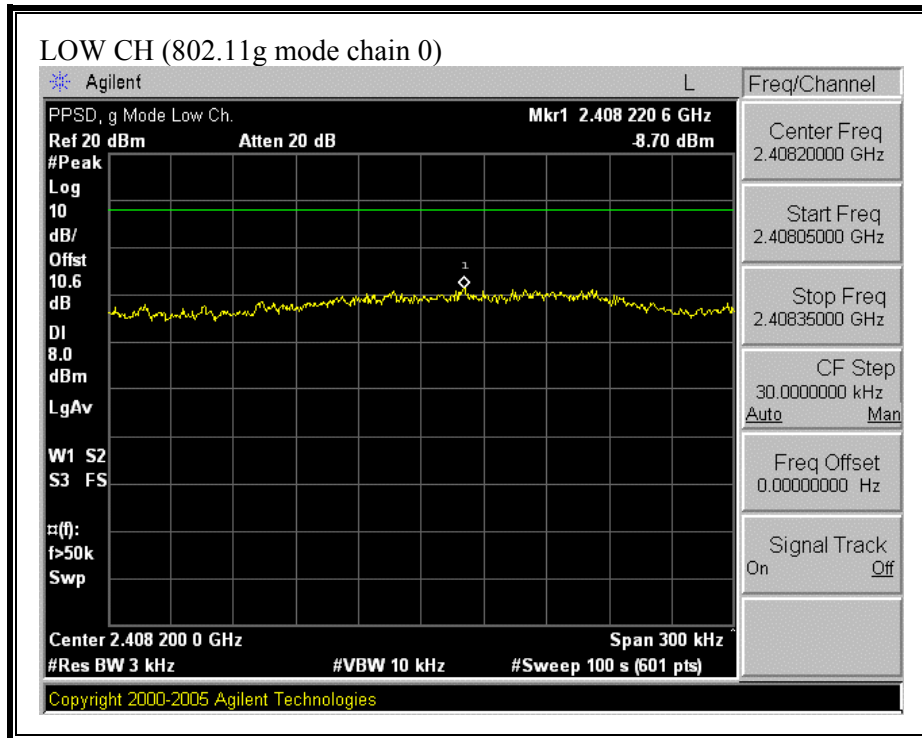 LOW CH (802.11g mode chain 0)
Agilent L Freq/Channel
PPSD, g Mode Low Ch. Mkr1 2.408 220 6 GHz
Ref 20 dBm Atten 20 dB -8.70 dBm
#Peak
Log
10
dB/
Offst
10.6
dB
DI
8.0
dBm
LgAv
W1 S2
S3 FS
¤(f):
f>50k
Swp
1
Center 2.408 200 0 GHz Span 300 kHz
#Res BW 3 kHz #VBW 10 kHz #Sweep 100 s (601 pts)
Copyright 2000-2005 Agilent Technologies
Center Freq
2.40820000 GHz
Start Freq
2.40805000 GHz
Stop Freq
2.40835000 GHz
CF Step
30.0000000 kHz
Auto Man
Freq Offset
0.00000000 Hz
Signal Track
On Off